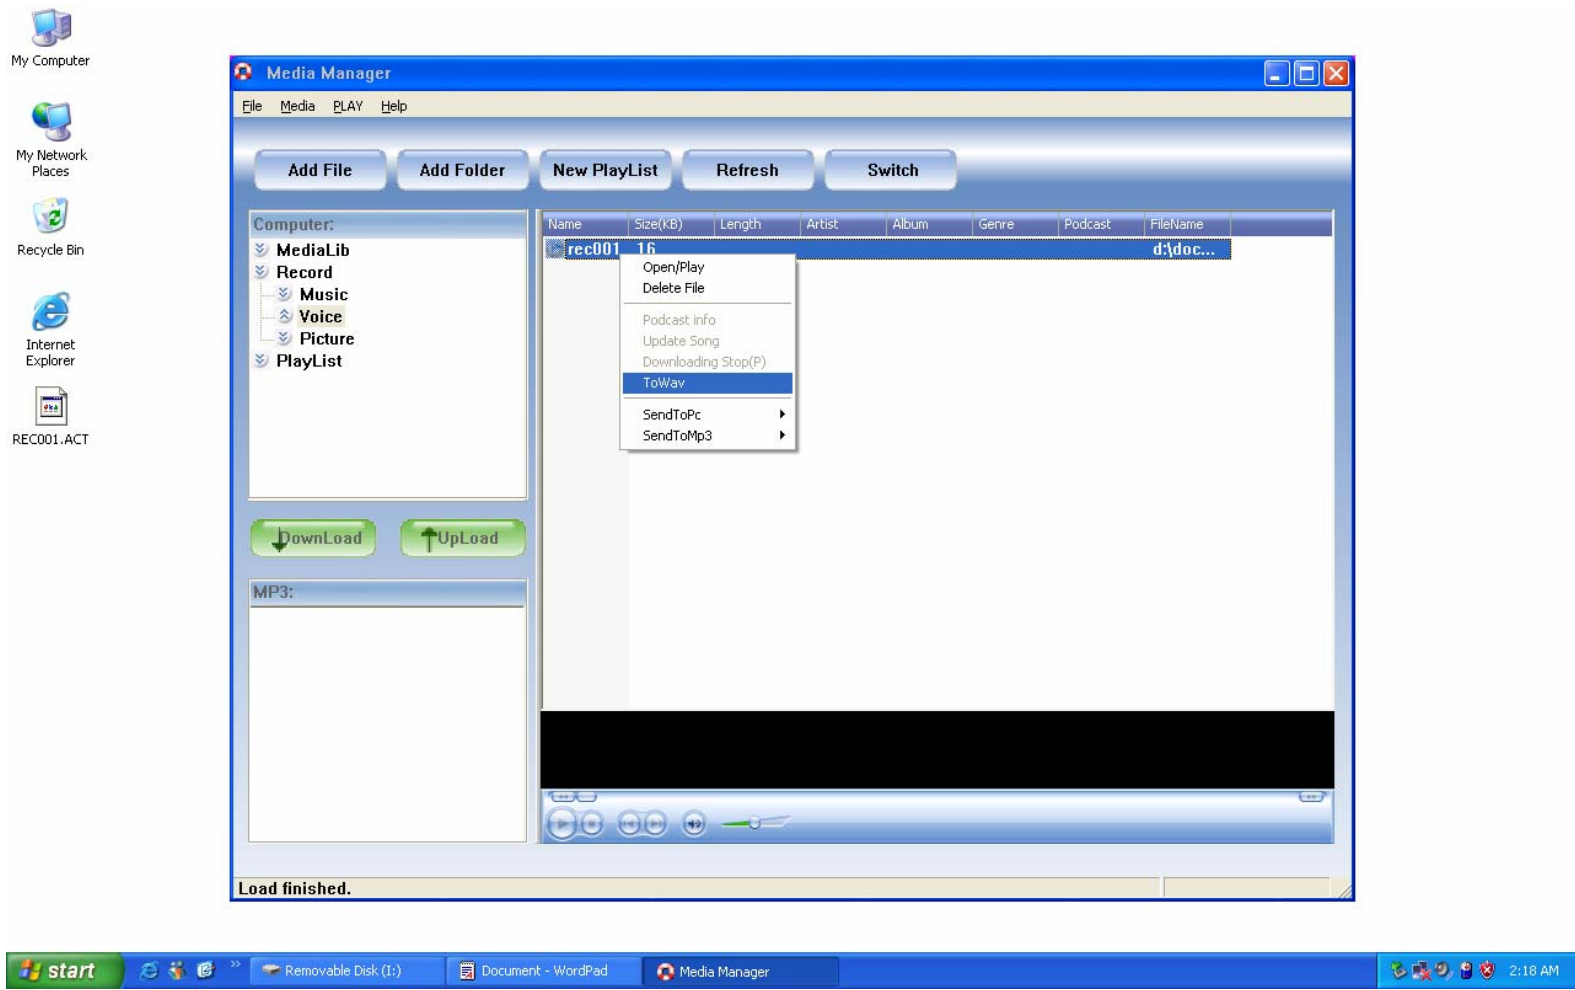 My Computer
My Network
Places
Recycle Bin
Internet
Explorer
REC001.ACT
Media Manager
File Media PLAY Help
Add File Add Folder New PlayList Refresh Switch
Computer:
MediaLib
Record
Music
Voice
Picture
PlayList
DownLoad UpLoad
MP3:
Name Size(KB) Length Artist Album Genre Podcast FileName
rec001 16 d:\doc...
Open/Play
Delete File
Podcast info
Update Song
Downloading Stop(P)
ToWav
SendToPc
SendToMp3
Load finished.
start Removable Disk (I:) Document - WordPad Media Manager 2:18 AM